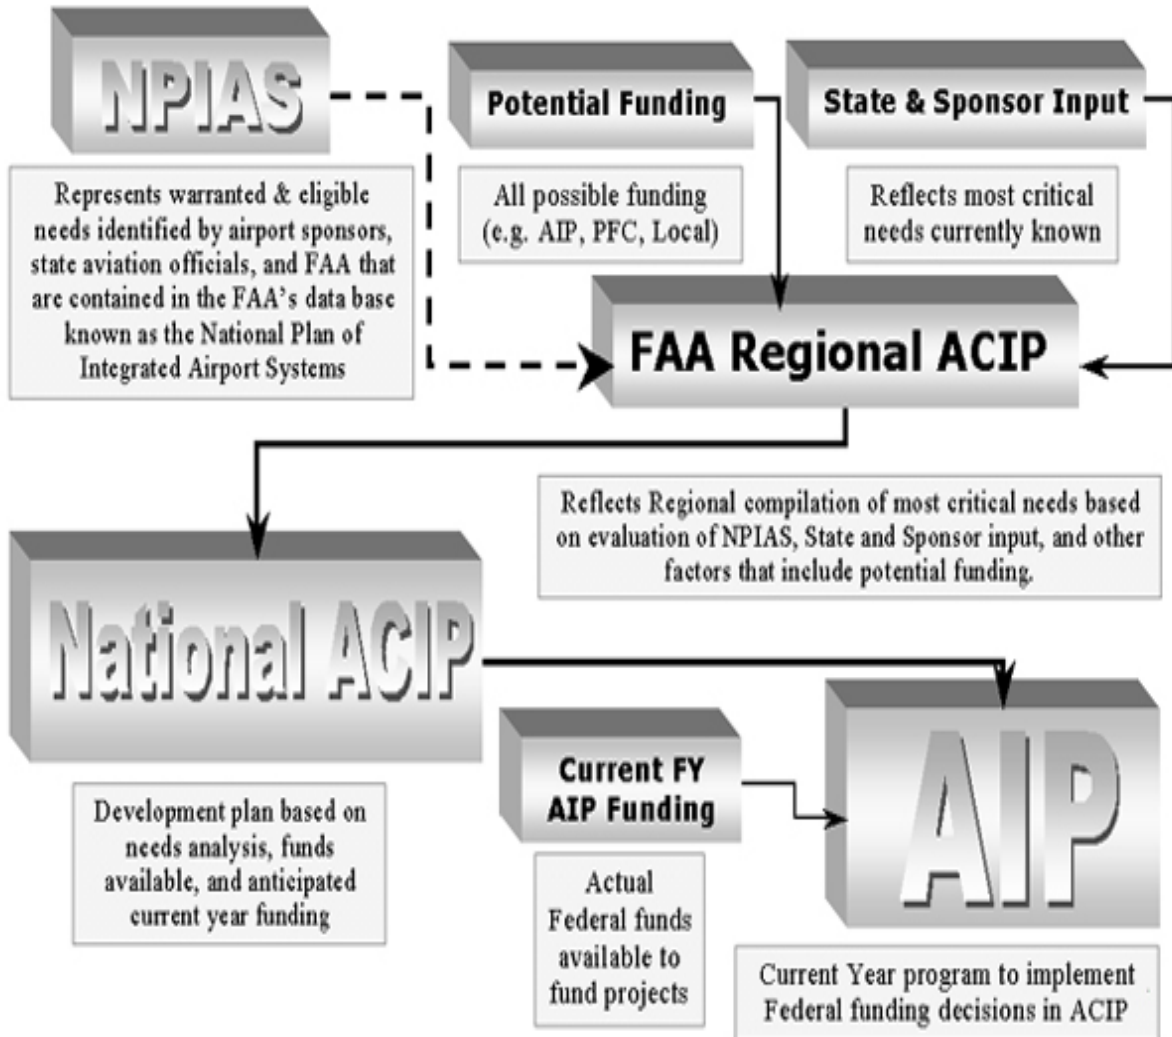 NPIAS
Represents warranted & eligible
needs identified by airport sponsors,
state aviation officials, and FAA that
are contained in the FAA's data base
known as the National Plan of
Integrated Airport Systems
Potential Funding
All possible funding
(e.g. AIP, PFC, Local)
State & Sponsor Input
Reflects most critical
needs currently known
FAA Regional ACIP
Reflects Regional compilation of most critical needs based
on evaluation of NPIAS, State and Sponsor input, and other
factors that include potential funding.
National ACIP
Development plan based on
needs analysis, funds
available, and anticipated
current year funding
Current FY
AIP Funding
Actual
Federal funds
available to
fund projects
AIP
Current Year program to implement
Federal funding decisions in ACIP